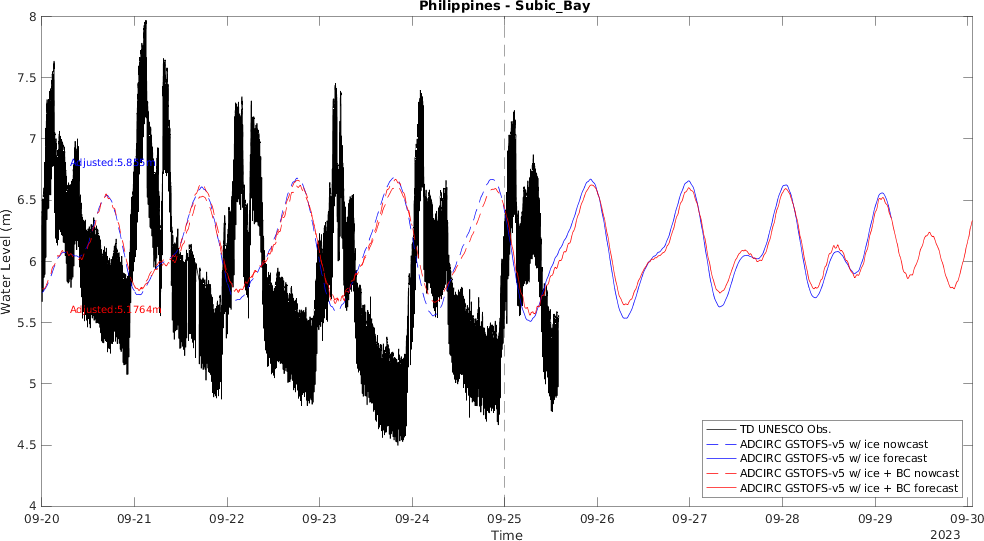 Philippines - Subic_Bay
8
7.5
7
6.5
6
5.5
5
4.5
4
Water Level (m)
Adjusted:5.8
Adjusted:5.1764m
TD UNESCO Obs.
ADCIRC GSTOFS-v5 w/ ice nowcast
ADCIRC GSTOFS-v5 w/ ice forecast
ADCIRC GSTOFS-v5 w/ ice + BC nowcast
ADCIRC GSTOFS-v5 w/ ice + BC forecast
09-20 09-21 09-22 09-23 09-24 09-25 09-26 09-27 09-28 09-29 09-30
Time
2023